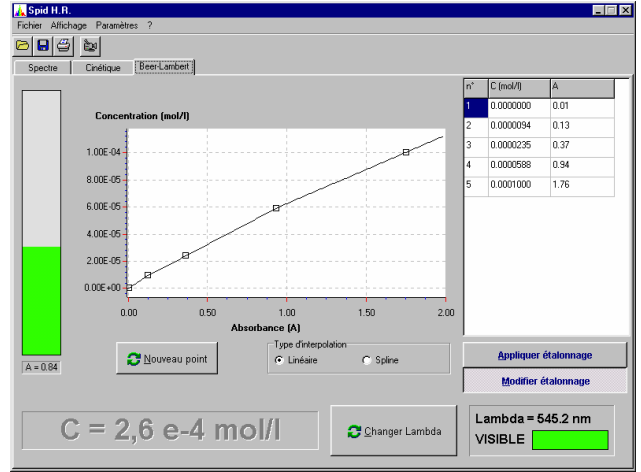 Spid H.R.
Fichier Affichage Paramètres ?
Spectre Cinétique Beer-Lambert
Concentration (mol/l)
1.00E-04
8.00E-05
6.00E-05
4.00E-05
2.00E-05
0.00E+00
0.00 0.50 1.00 1.50 2.00
Absorbance (A)
n° C (mol/l) A
1 0.0000000 0.01
2 0.0000094 0.13
3 0.0000235 0.37
4 0.0000588 0.94
5 0.0001000 1.76
A = 0.84
Nouveau point
Type d'interpolation
Linéaire Spline
Appliquer étalonnage
Modifier étalonnage
C = 2,6 e-4 mol/l
Changer Lambda
Lambda = 545.2 nm
VISIBLE